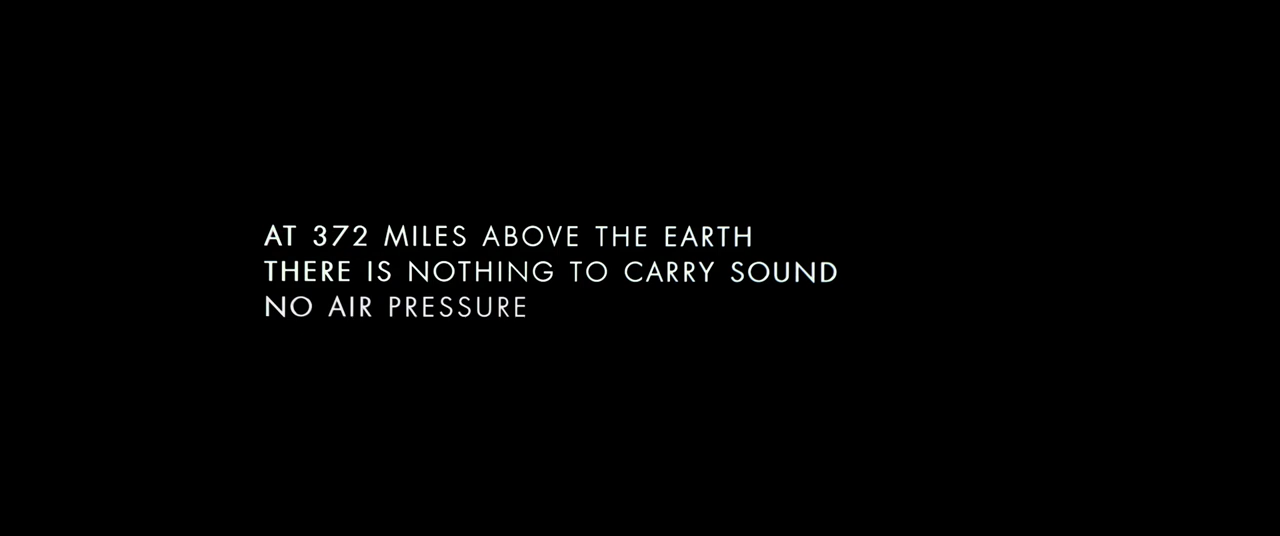 AT 372 MILES ABOVE THE EARTH
THERE IS NOTHING TO CARRY SOUND
NO AIR PRESSURE